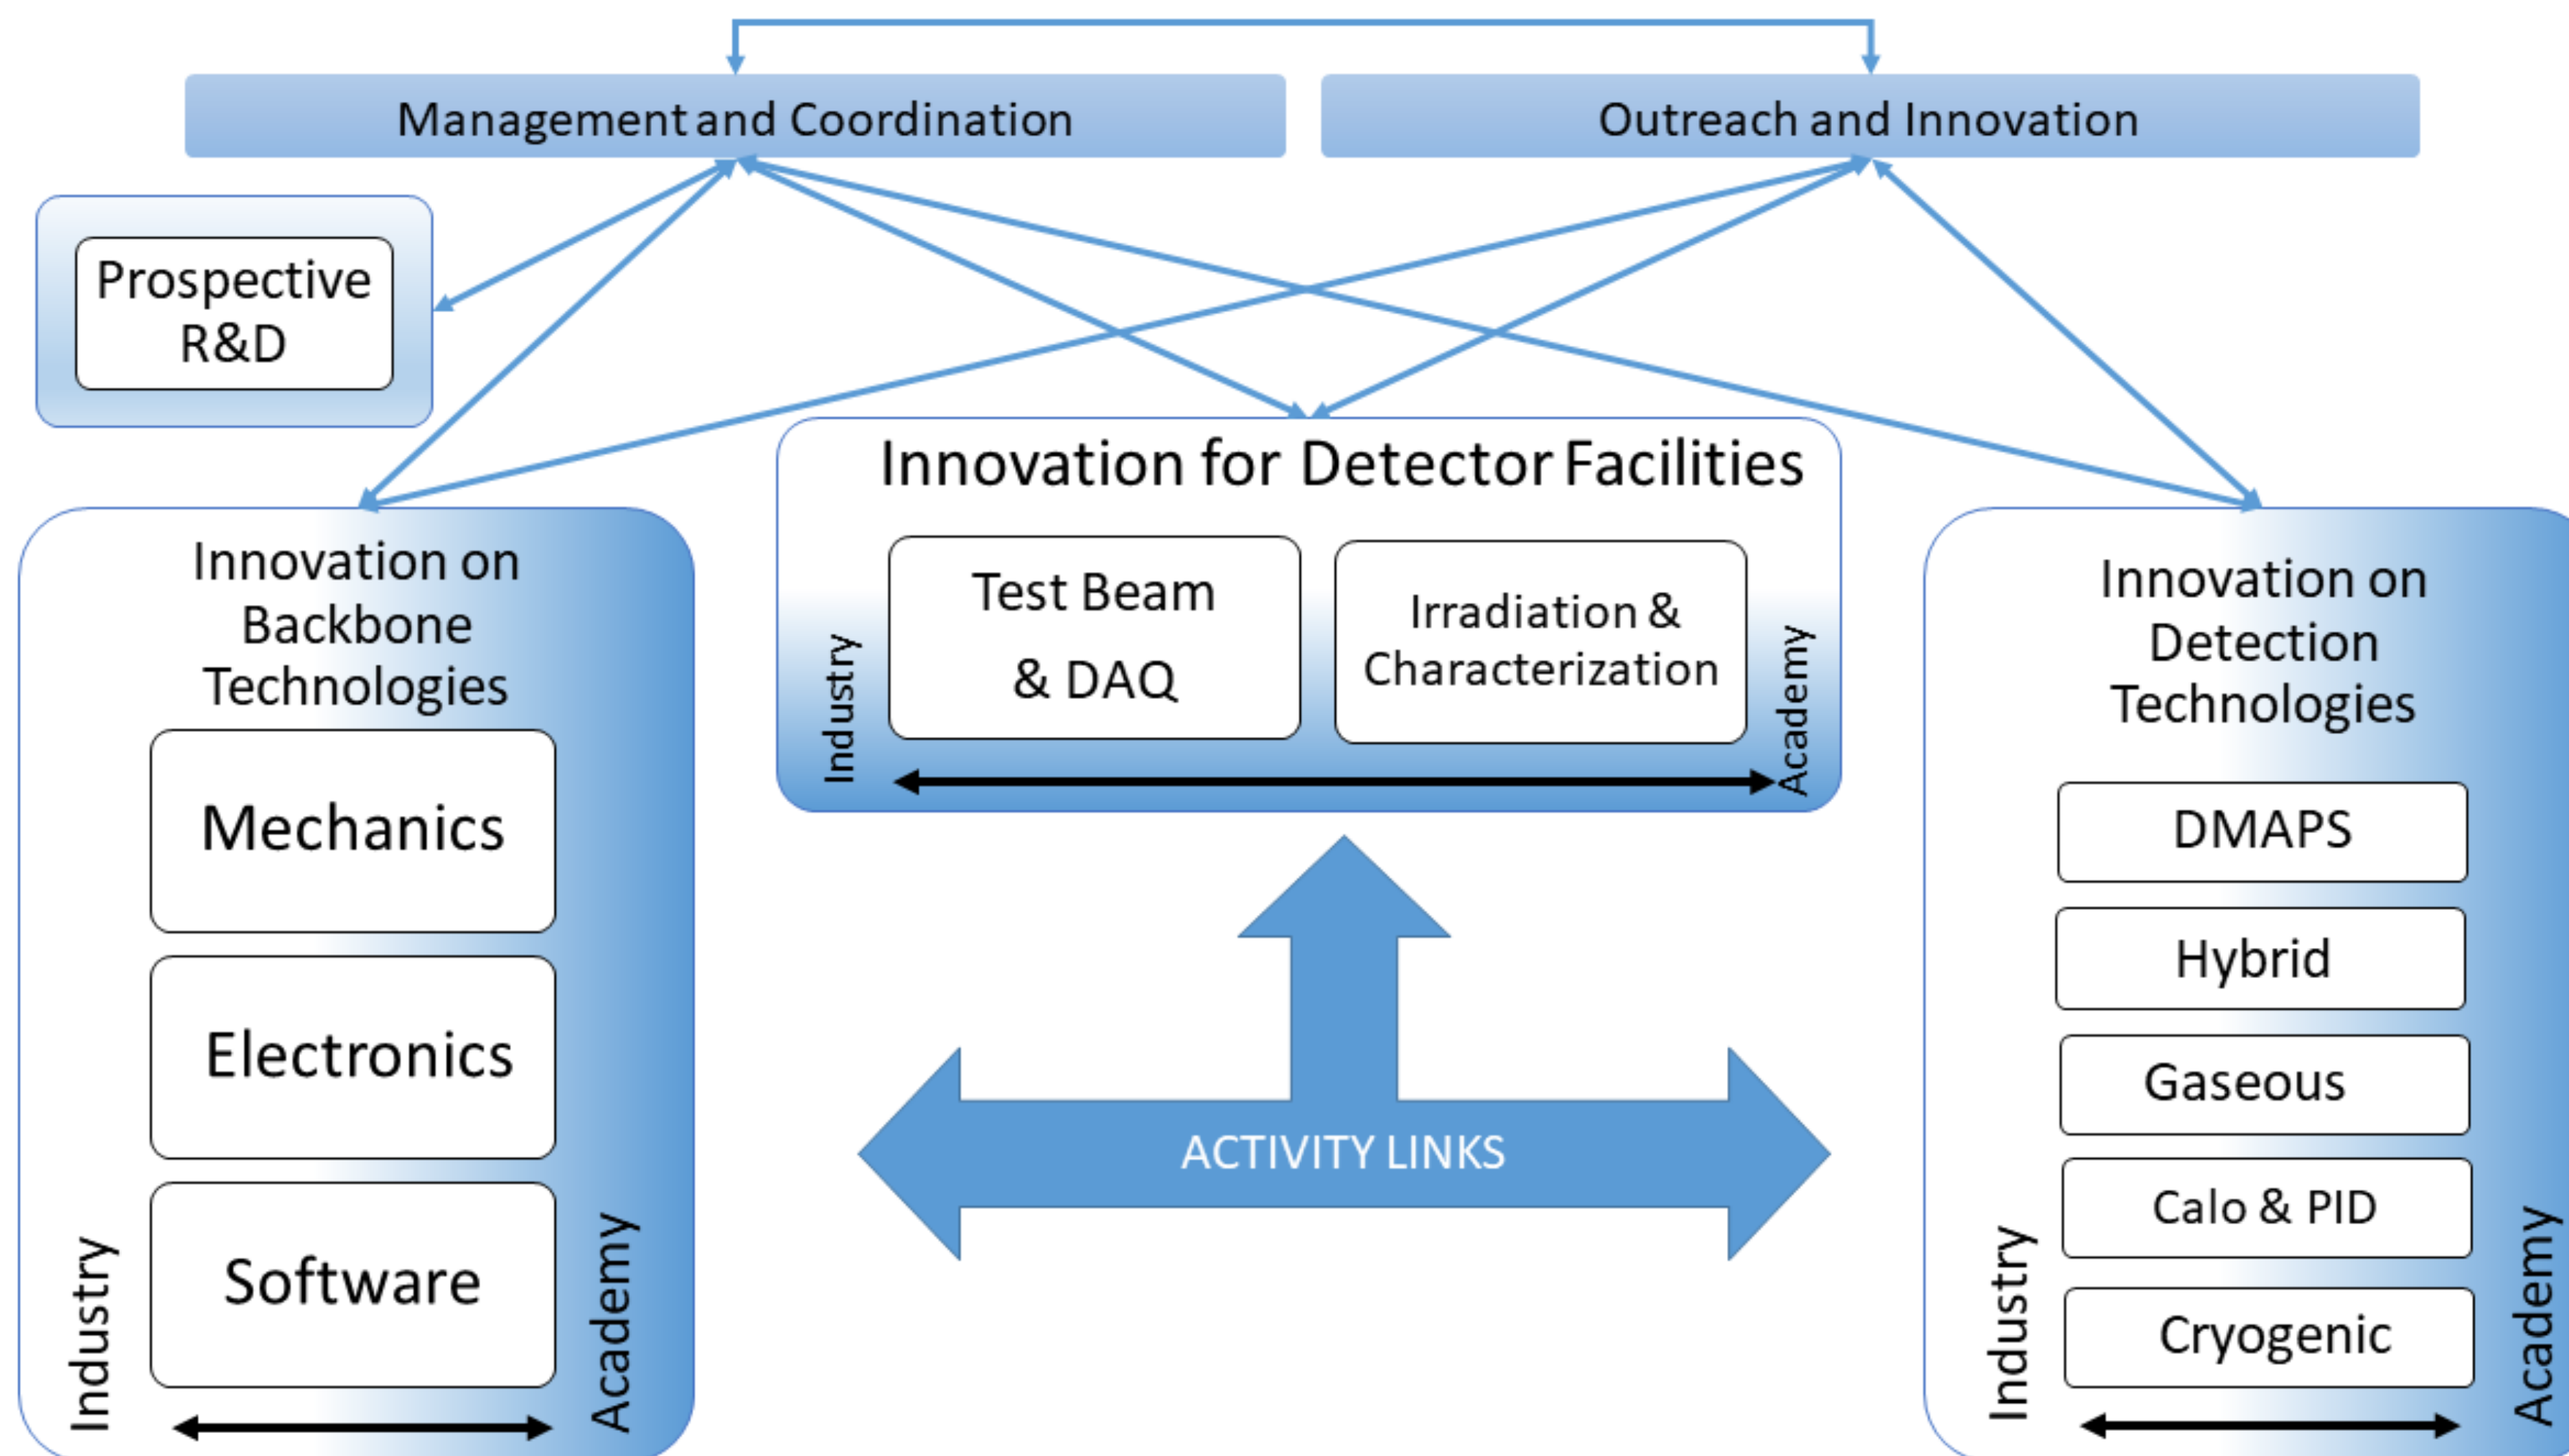 Management and Coordination
Outreach and Innovation
Prospective
R&D
Innovation on
Backbone
Technologies
Mechanics
Electronics
Software
Industry
Academy
Innovation for Detector Facilities
Test Beam
& DAQ
Irradiation &
Characterization
Industry
Academy
ACTIVITY LINKS
Innovation on
Detection
Technologies
DMAPS
Hybrid
Gaseous
Calo & PID
Cryogenic
Industry
Academy